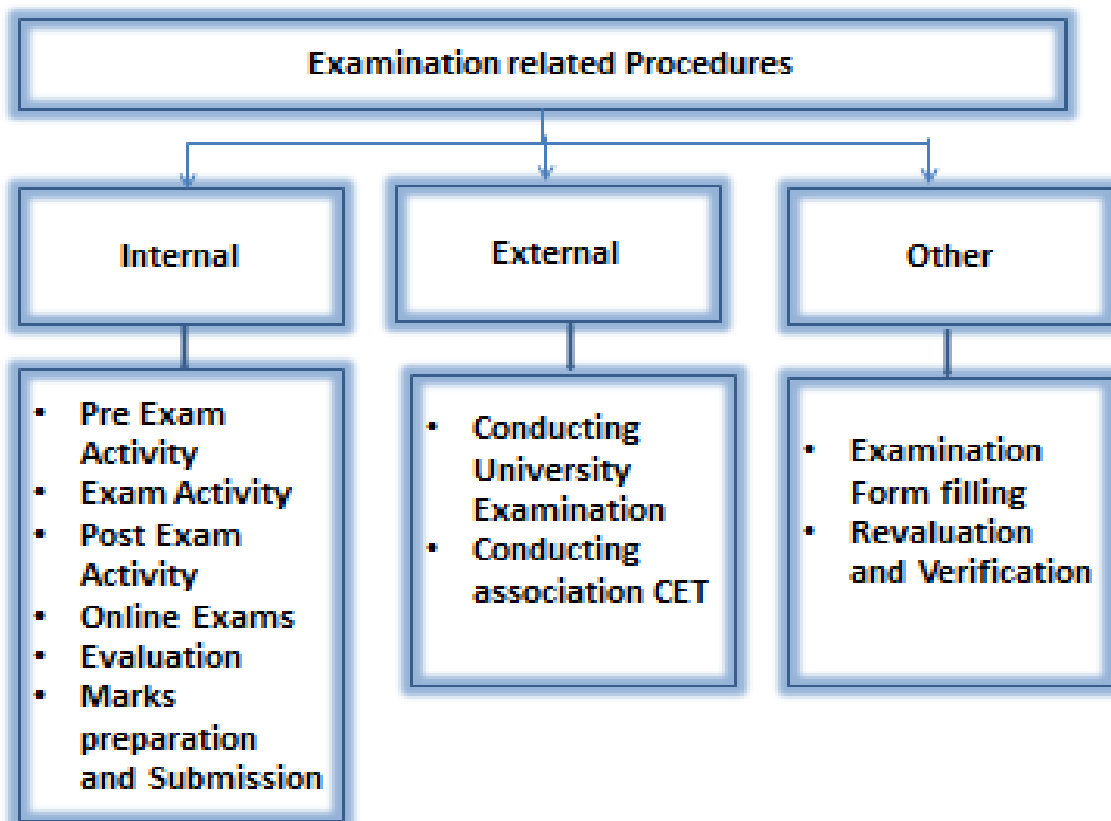 Examination related Procedures
Internal
External
Other
• Pre Exam
Activity
• Exam Activity
• Post Exam
Activity
• Online Exams
• Evaluation
• Marks
preparation
and Submission
• Conducting
University
Examination
• Conducting
association CET
• Examination
Form filling
• Revaluation
and Verification